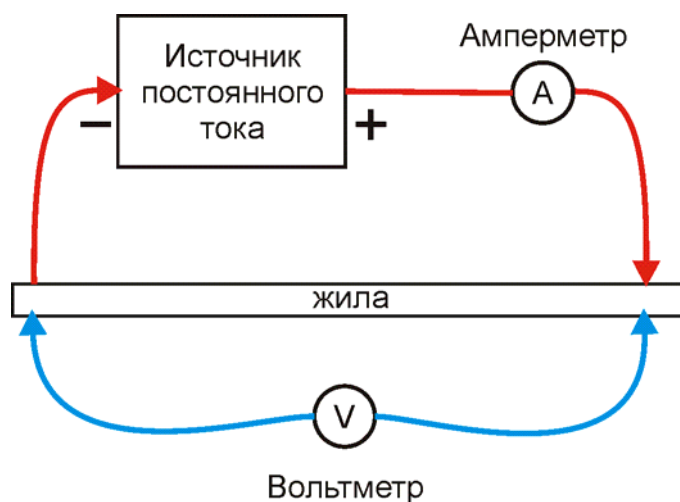 Источник
постоянного
тока
Амперметр
A
− +
жила
V
Вольтметр